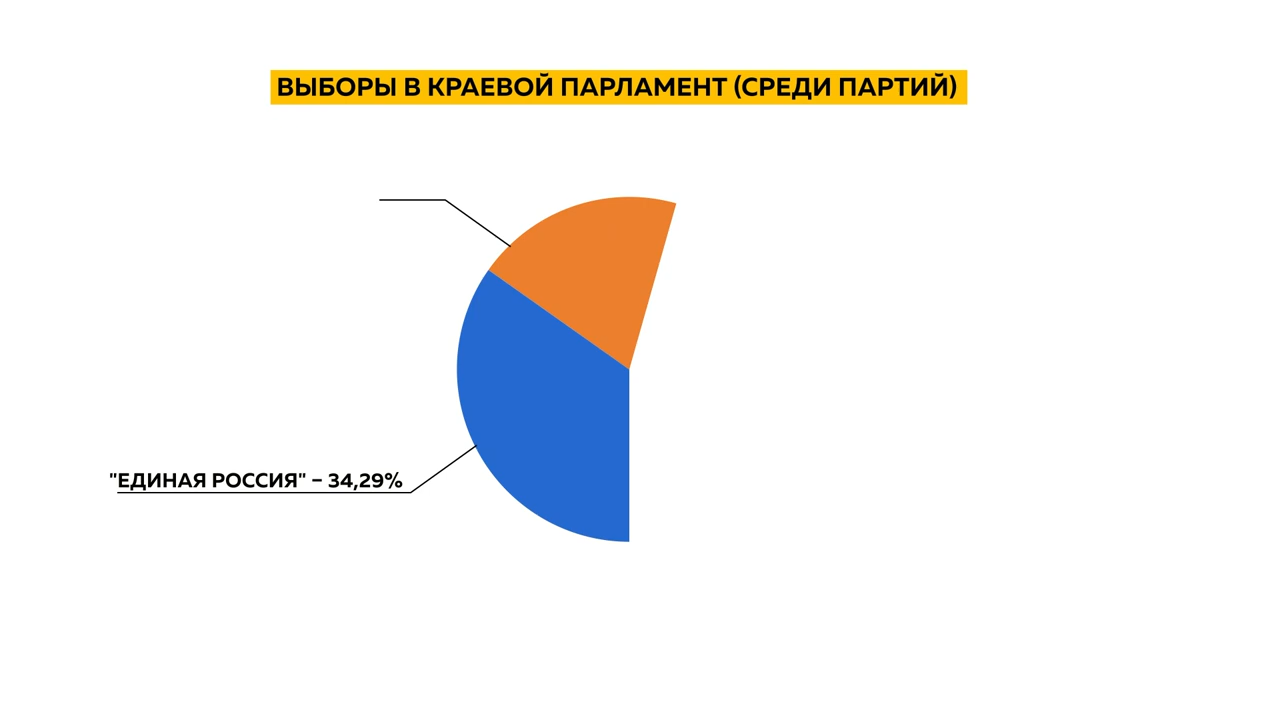 ВЫБОРЫ В КРАЕВОЙ ПАРЛАМЕНТ (СРЕДИ ПАРТИЙ)
"ЕДИНАЯ РОССИЯ" – 34,29%